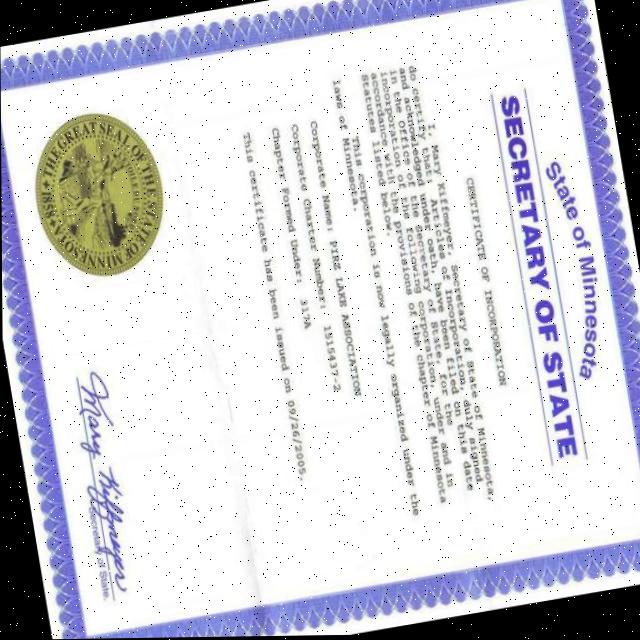 State of Minnesota
SECRETARY OF STATE
CERTIFICATE OF INCORPORATION
I, Mary Kiffmeyer, Secretary of State of Minnesota,
do certify that: Articles of Incorporation, duly signed
and acknowledged under oath, have been filed on this date
in the Office of the Secretary of State, for the
incorporation of the following corporation, under and in
accordance with the provisions of the chapter of Minnesota
Statutes listed below.
This corporation is now legally organized under the
laws of Minnesota.
Corporate Name: PIKE LAKE ASSOCIATION
Corporate Charter Number: 1515437-2
Chapter Formed Under: 317A
This certificate has been issued on 09/26/200
THE GREAT SEAL OF THE STATE OF MINNESOTA
Mary Kiffmeyer
Secretary of State.